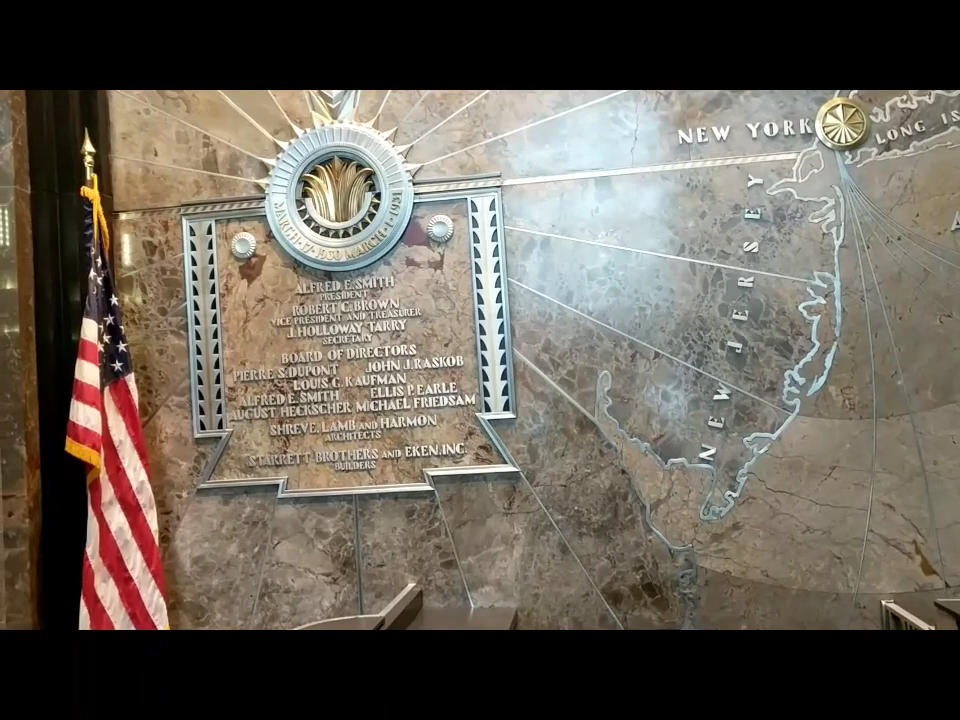 MARCH·17·1930 MARCH·1·1931
ALFRED E. SMITH
PRESIDENT
ROBERT C. BROWN
VICE PRESIDENT AND TREASURER
J. HOLLOWAY TARRY
SECRETARY
BOARD OF DIRECTORS
PIERRE S. DUPONT JOHN J. RASKOB
LOUIS G. KAUFMAN
ALFRED E. SMITH ELLIS P. EARLE
AUGUST HECKSCHER MICHAEL FRIEDSAM
SHREVE, LAMB AND HARMON
ARCHITECTS
STARRETT BROTHERS AND EKEN, INC.
BUILDERS
NEW YORK
LONG IS
NEW JERSEY